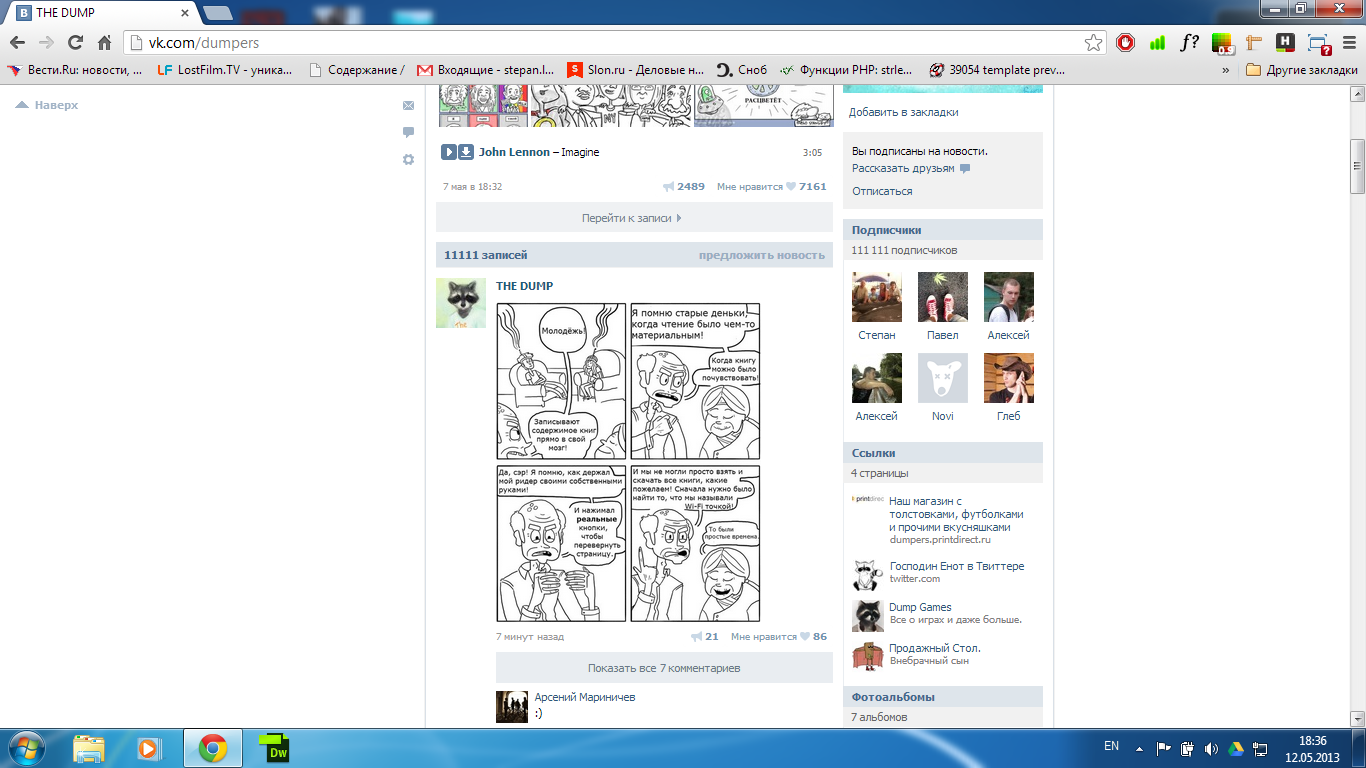 THE DUMP
vk.com/dumpers
Вести.Ru: новости, ...
LostFilm.TV - уника...
Содержание /
Входящие - stepan.l...
Slon.ru - Деловые н...
Сноб
Функции PHP: strle...
39054 template prev...
»
Другие закладки
Наверх
РАСЦВЕТЁТ
John Lennon – Imagine
3:05
7 мая в 18:32
2489
Мне нравится
7161
Перейти к записи
11111 записей
предложить новость
THE DUMP
Молодёжь!
Записывают
содержимое книг
прямо в свой
мозг!
Я помню старые деньки,
когда чтение было чем-то
материальным!
Когда книгу
можно было
почувствовать!
Да, сэр! Я помню, как держал
мой ридер своими собственными
руками!
И нажимал
реальные
кнопки,
чтобы
перевернуть
страницу.
И мы не могли просто взять и
скачать все книги, какие
пожелаем! Сначала нужно было
найти то, что мы называли
Wi-Fi точкой!
То были
простые времена.
7 минут назад
21
Мне нравится
86
Показать все 7 комментариев
Арсений Мариничев
:)
Добавить в закладки
Вы подписаны на новости.
Рассказать друзьям
Отписаться
Подписчики
111 111 подписчиков
Степан
Павел
Алексей
Алексей
Novi
Глеб
Ссылки
4 страницы
printdirec
Наш магазин с
толстовками, футболками
и прочими вкусняшками
dumpers.printdirect.ru
Господин Енот в Твиттере
twitter.com
Dump Games
Все о играх и даже больше.
Продажный Стол.
Внебрачный сын
Фотоальбомы
7 альбомов
Dw
EN
18:36
12.05.2013